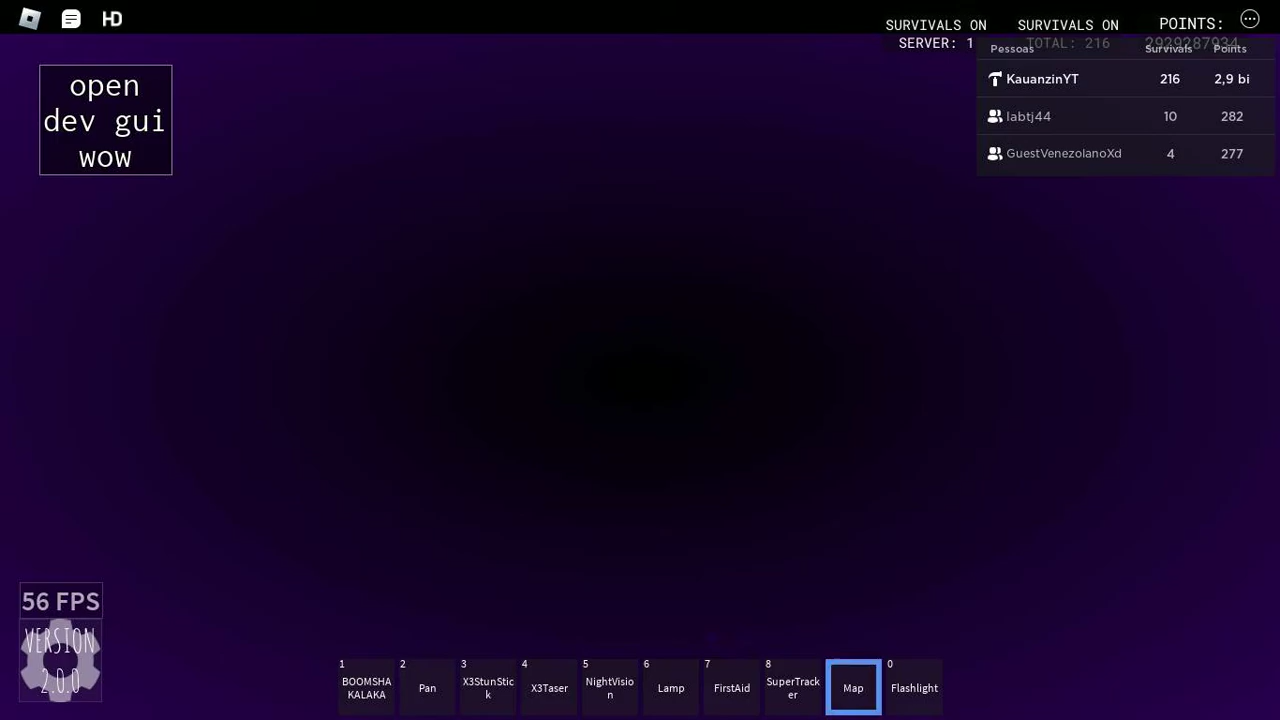 HD
SURVIVALS ON
SERVER: 1
SURVIVALS ON
TOTAL: 216
POINTS:
2929287934
Pessoas
Survivals
Points
KauanzinYT
216
2,9 bi
labtj44
10
282
GuestVenezolanoXd
4
277
open
dev gui
wow
56 FPS
VERSION
2.0.0
1
BOOMSHA
KALAKA
2
Pan
3
X3StunStic
k
4
X3Taser
5
NightVisio
n
6
Lamp
7
FirstAid
8
SuperTrack
er
Map
0
Flashlight